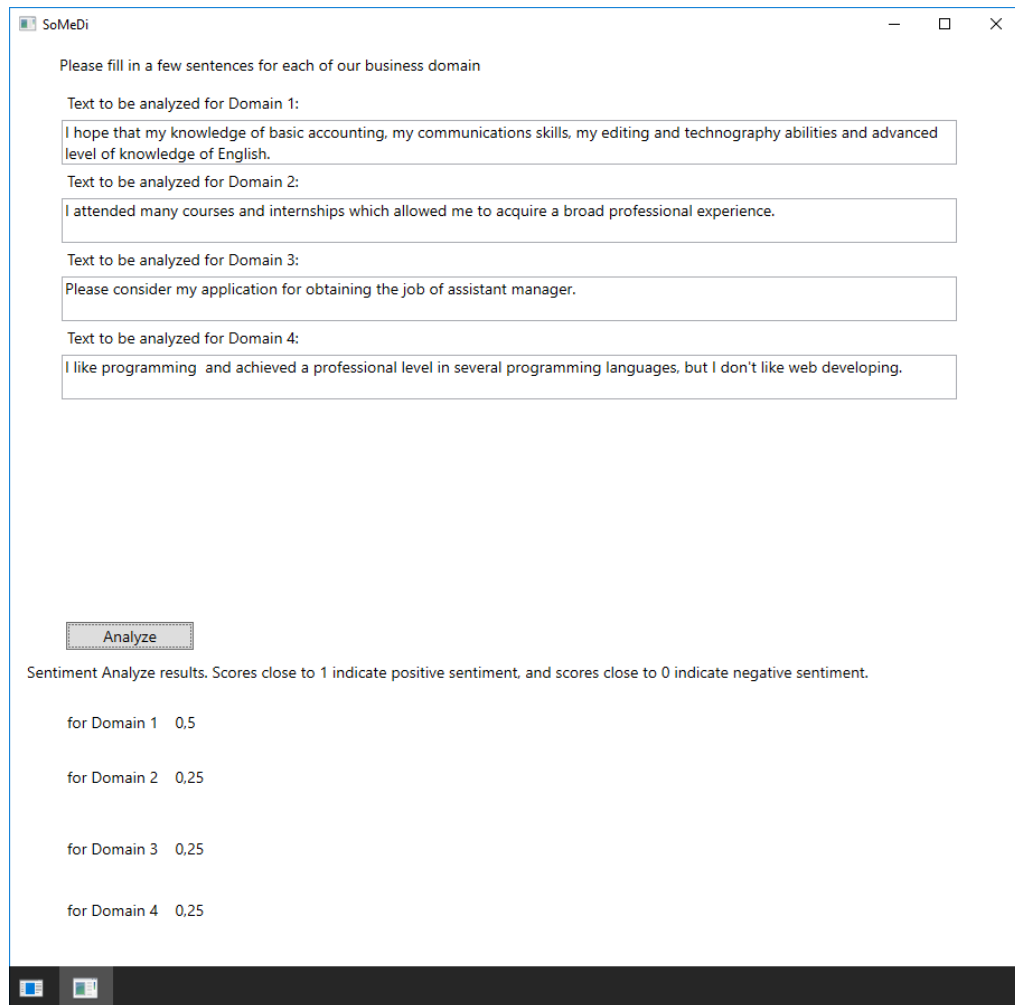 SoMeDi
Please fill in a few sentences for each of our business domain
Text to be analyzed for Domain 1:
I hope that my knowledge of basic accounting, my communications skills, my editing and technography abilities and advanced
level of knowledge of English.
Text to be analyzed for Domain 2:
I attended many courses and internships which allowed me to acquire a broad professional experience.
Text to be analyzed for Domain 3:
Please consider my application for obtaining the job of assistant manager.
Text to be analyzed for Domain 4:
I like programming  and achieved a professional level in several programming languages, but I don't like web developing.
Analyze
Sentiment Analyze results. Scores close to 1 indicate positive sentiment, and scores close to 0 indicate negative sentiment.
for Domain 1 0,5
for Domain 2 0,25
for Domain 3 0,25
for Domain 4 0,25